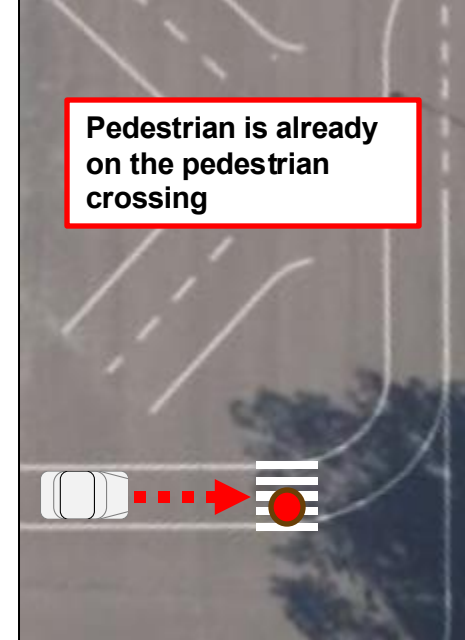 Pedestrian is already
on the pedestrian
crossing